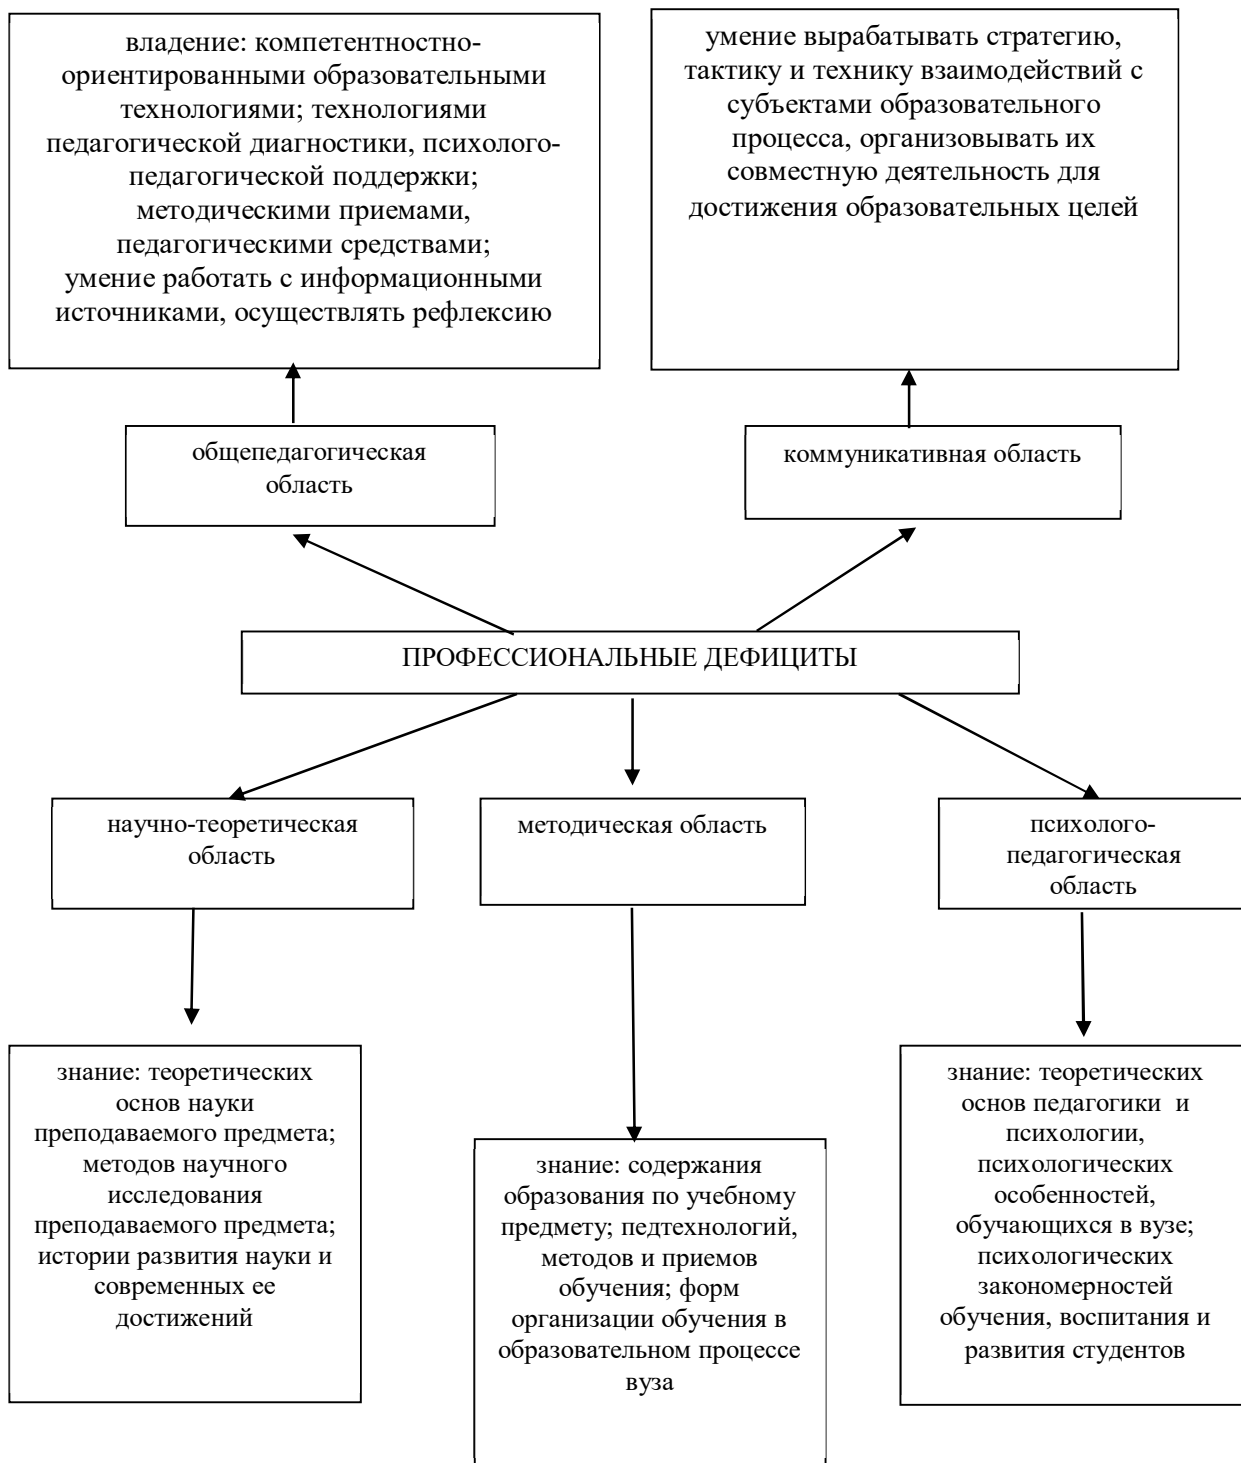 владение: компетентностно-
ориентированными образовательными
технологиями; технологиями
педагогической диагностики, психолого-
педагогической поддержки;
методическими приемами,
педагогическими средствами;
умение работать с информационными
источниками, осуществлять рефлексию
умение вырабатывать стратегию,
тактику и технику взаимодействий с
субъектами образовательного
процесса, организовывать их
совместную деятельность для
достижения образовательных целей
общепедагогическая
область
коммуникативная область
ПРОФЕССИОНАЛЬНЫЕ ДЕФИЦИТЫ
научно-теоретическая
область
методическая область
психолого-
педагогическая
область
знание: теоретических
основ науки
преподаваемого предмета;
методов научного
исследования
преподаваемого предмета;
истории развития науки и
современных ее
достижений
знание: содержания
образования по учебному
предмету; педтехнологий,
методов и приемов
обучения; форм
организации обучения в
образовательном процессе
вуза
знание: теоретических
основ педагогики и
психологии,
психологических
особенностей,
обучающихся в вузе;
психологических
закономерностей
обучения, воспитания и
развития студентов